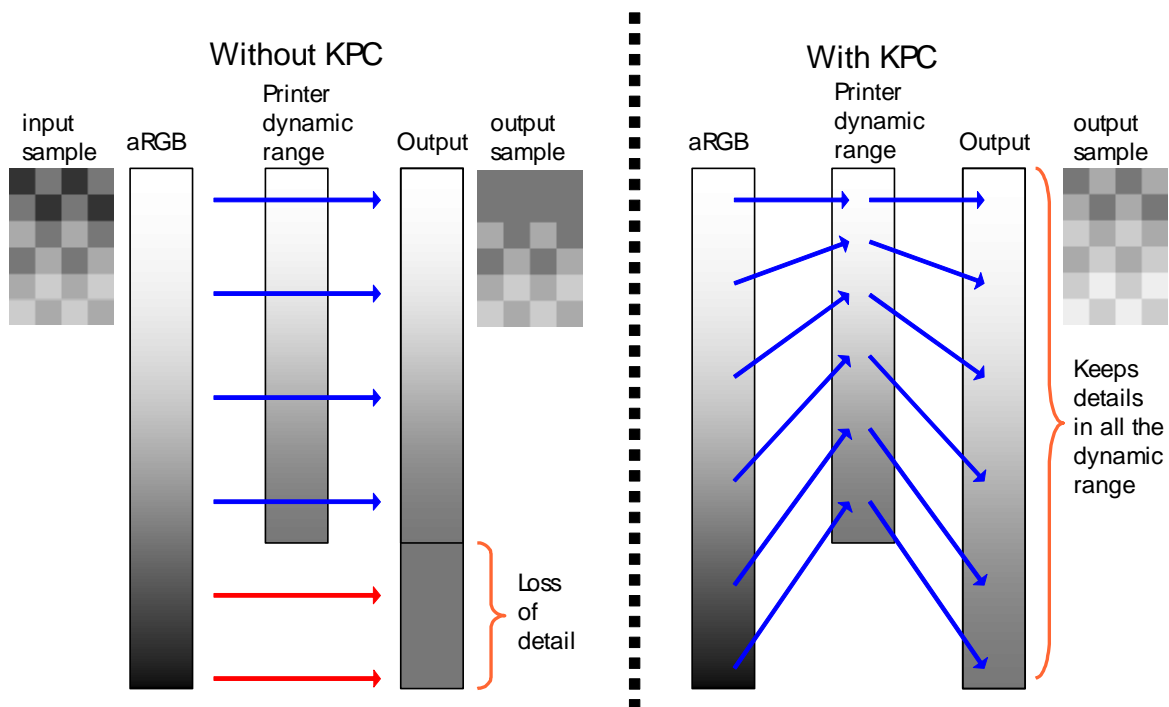 Without KPC
input
sample
aRGB
Printer
dynamic
range
Output
output
sample
Loss
of
detail
With KPC
aRGB
Printer
dynamic
range
Output
output
sample
Keeps
details
in all the
dynamic
range